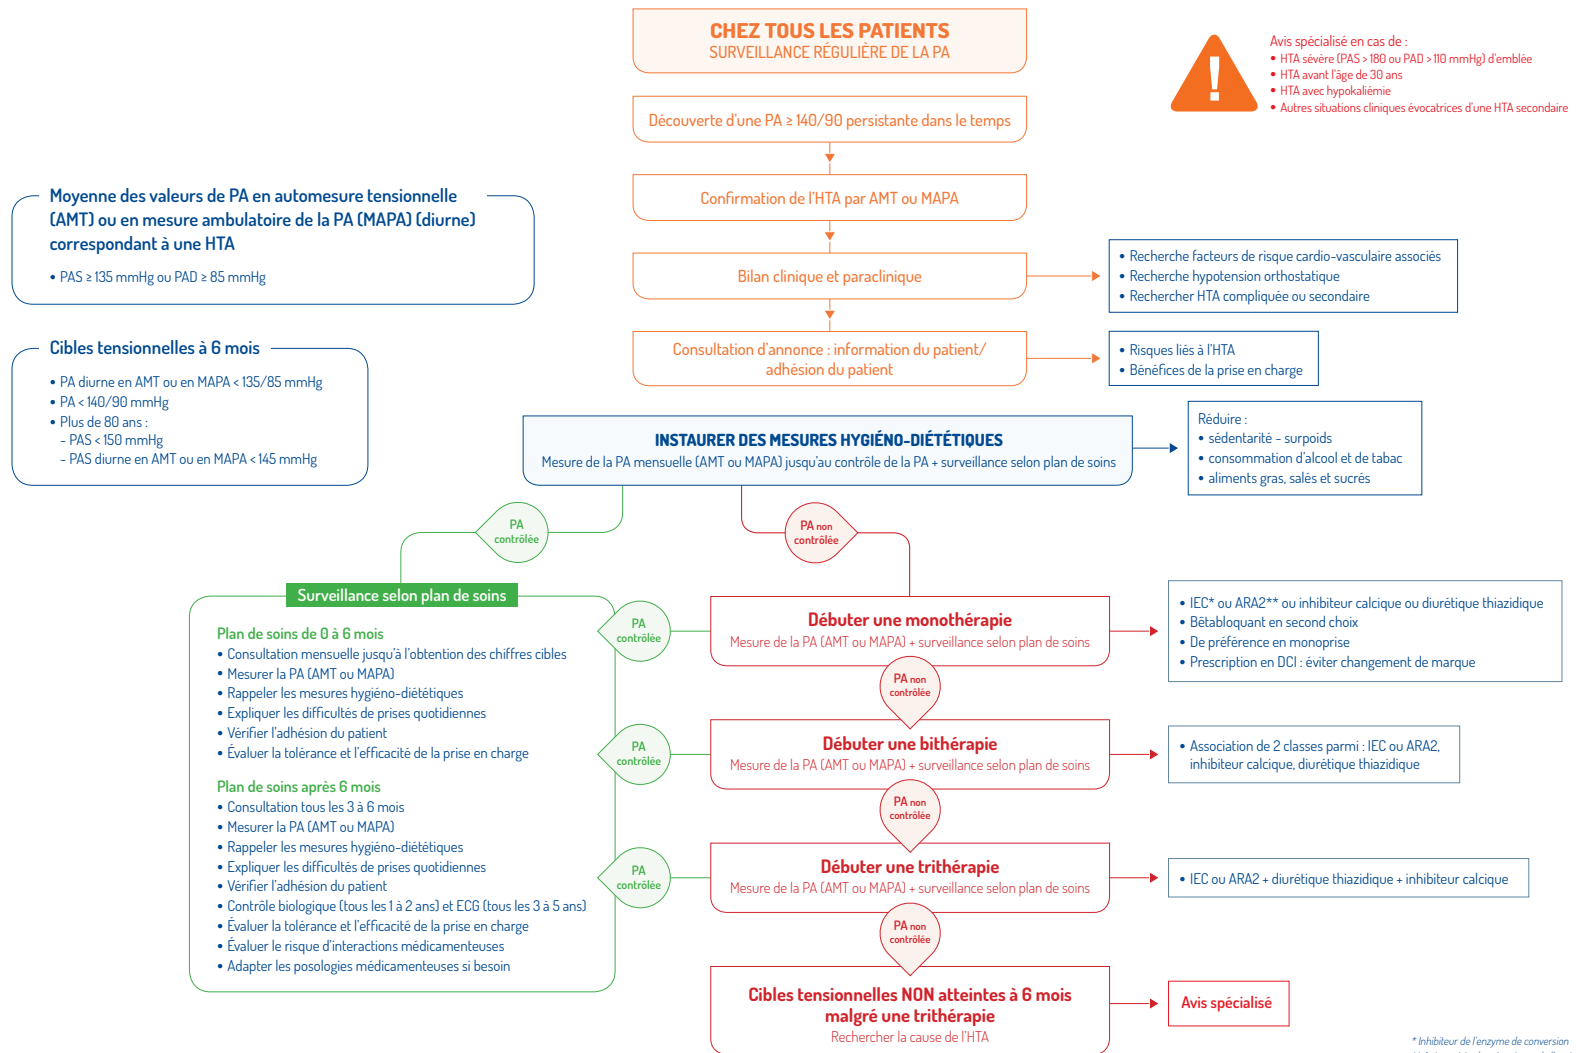 CHEZ TOUS LES PATIENTS
SURVEILLANCE RÉGULIÈRE DE LA PA
Avis spécialisé en cas de :
• HTA sévère (PAS > 180 ou PAD > 110 mmHg) d'emblée
• HTA avant l'âge de 30 ans
• HTA avec hypokaliémie
• Autres situations cliniques évocatrices d'une HTA secondaire
Découverte d'une PA ≥ 140/90 persistante dans le temps
Confirmation de l'HTA par AMT ou MAPA
Moyenne des valeurs de PA en automesure tensionnelle
(AMT) ou en mesure ambulatoire de la PA (MAPA) (diurne)
correspondant à une HTA
• PAS ≥ 135 mmHg ou PAD ≥ 85 mmHg
Bilan clinique et paraclinique
• Recherche facteurs de risque cardio-vasculaire associés
• Recherche hypotension orthostatique
• Rechercher HTA compliquée ou secondaire
Cibles tensionnelles à 6 mois
• PA diurne en AMT ou en MAPA < 135/85 mmHg
• PA < 140/90 mmHg
• Plus de 80 ans :
- PAS < 150 mmHg
- PAS diurne en AMT ou en MAPA < 145 mmHg
Consultation d'annonce : information du patient/
adhésion du patient
• Risques liés à l'HTA
• Bénéfices de la prise en charge
INSTAURER DES MESURES HYGIÉNO-DIÉTÉTIQUES
Mesure de la PA mensuelle (AMT ou MAPA) jusqu'au contrôle de la PA + surveillance selon plan de soins
Réduire :
• sédentarité - surpoids
• consommation d'alcool et de tabac
• aliments gras, salés et sucrés
PA
contrôlée
PA non
contrôlée
Surveillance selon plan de soins
Plan de soins de 0 à 6 mois
• Consultation mensuelle jusqu'à l'obtention des chiffres cibles
• Mesurer la PA (AMT ou MAPA)
• Rappeler les mesures hygiéno-diététiques
• Expliquer les difficultés de prises quotidiennes
• Vérifier l'adhésion du patient
• Évaluer la tolérance et l'efficacité de la prise en charge
Plan de soins après 6 mois
• Consultation tous les 3 à 6 mois
• Mesurer la PA (AMT ou MAPA)
• Rappeler les mesures hygiéno-diététiques
• Expliquer les difficultés de prises quotidiennes
• Vérifier l'adhésion du patient
• Contrôle biologique (tous les 1 à 2 ans) et ECG (tous les 3 à 5 ans)
• Évaluer la tolérance et l'efficacité de la prise en charge
• Évaluer le risque d'interactions médicamenteuses
• Adapter les posologies médicamenteuses si besoin
PA
contrôlée
Débuter une monothérapie
Mesure de la PA (AMT ou MAPA) + surveillance selon plan de soins
• IEC* ou ARA2** ou inhibiteur calcique ou diurétique thiazidique
• Bêtabloquant en second choix
• De préférence en monoprise
• Prescription en DCI : éviter changement de marque
PA non
contrôlée
PA
contrôlée
Débuter une bithérapie
Mesure de la PA (AMT ou MAPA) + surveillance selon plan de soins
• Association de 2 classes parmi : IEC ou ARA2,
inhibiteur calcique, diurétique thiazidique
PA non
contrôlée
PA
contrôlée
Débuter une trithérapie
Mesure de la PA (AMT ou MAPA) + surveillance selon plan de soins
• IEC ou ARA2 + diurétique thiazidique + inhibiteur calcique
PA non
contrôlée
Cibles tensionnelles NON atteintes à 6 mois
malgré une trithérapie
Rechercher la cause de l'HTA
Avis spécialisé
* Inhibiteur de l'enzyme de conversion